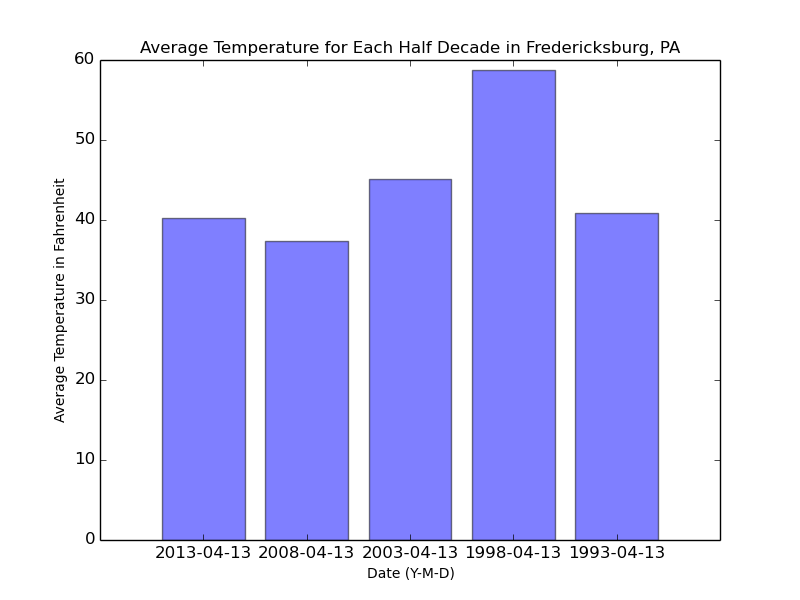 Average Temperature for Each Half Decade in Fredericksburg, PA
60
50
40
30
20
10
0
Average Temperature in Fahrenheit
2013-04-13 2008-04-13 2003-04-13 1998-04-13 1993-04-13
Date (Y-M-D)